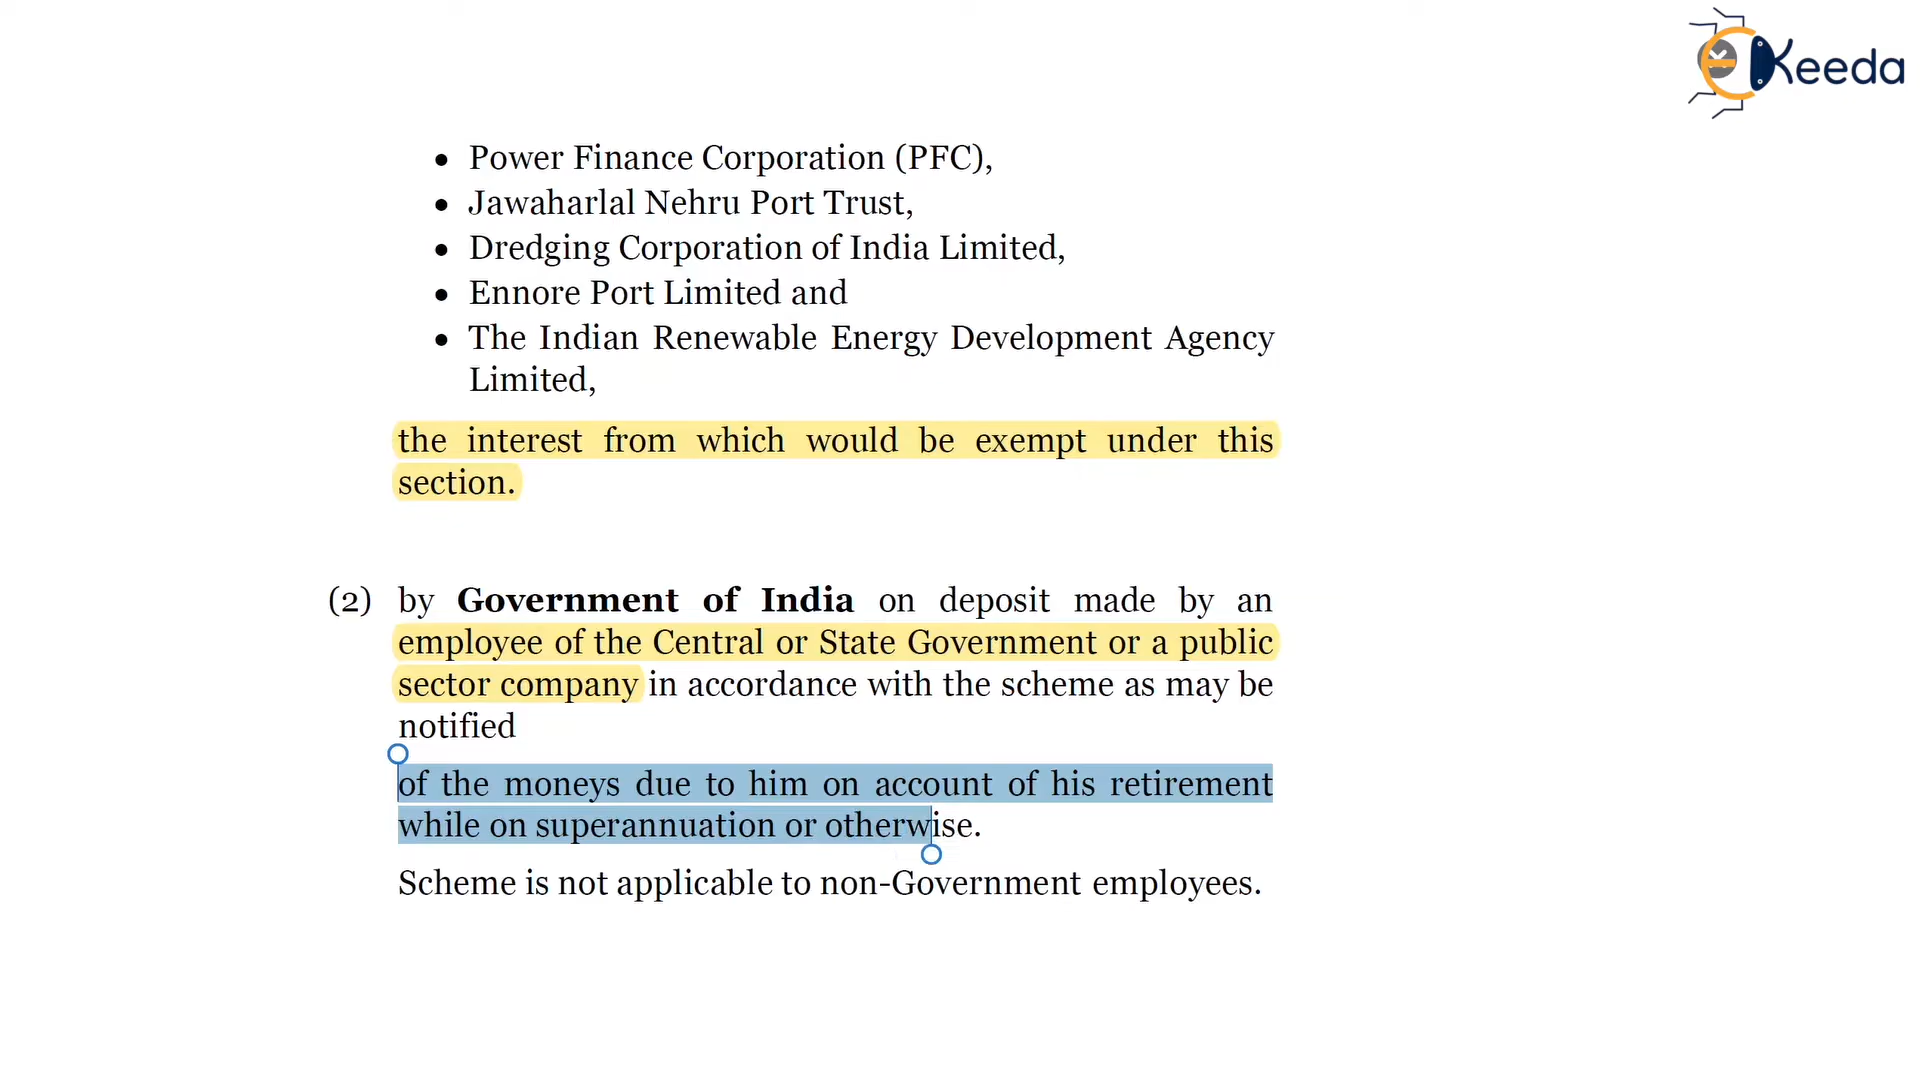 Keeda
• Power Finance Corporation (PFC),
• Jawaharlal Nehru Port Trust,
• Dredging Corporation of India Limited,
• Ennore Port Limited and
• The Indian Renewable Energy Development Agency
Limited,
the interest from which would be exempt under this
section.
(2) by Government of India on deposit made by an
employee of the Central or State Government or a public
sector company in accordance with the scheme as may be
notified
of the moneys due to him on account of his retirement
while on superannuation or otherwise.
Scheme is not applicable to non-Government employees.